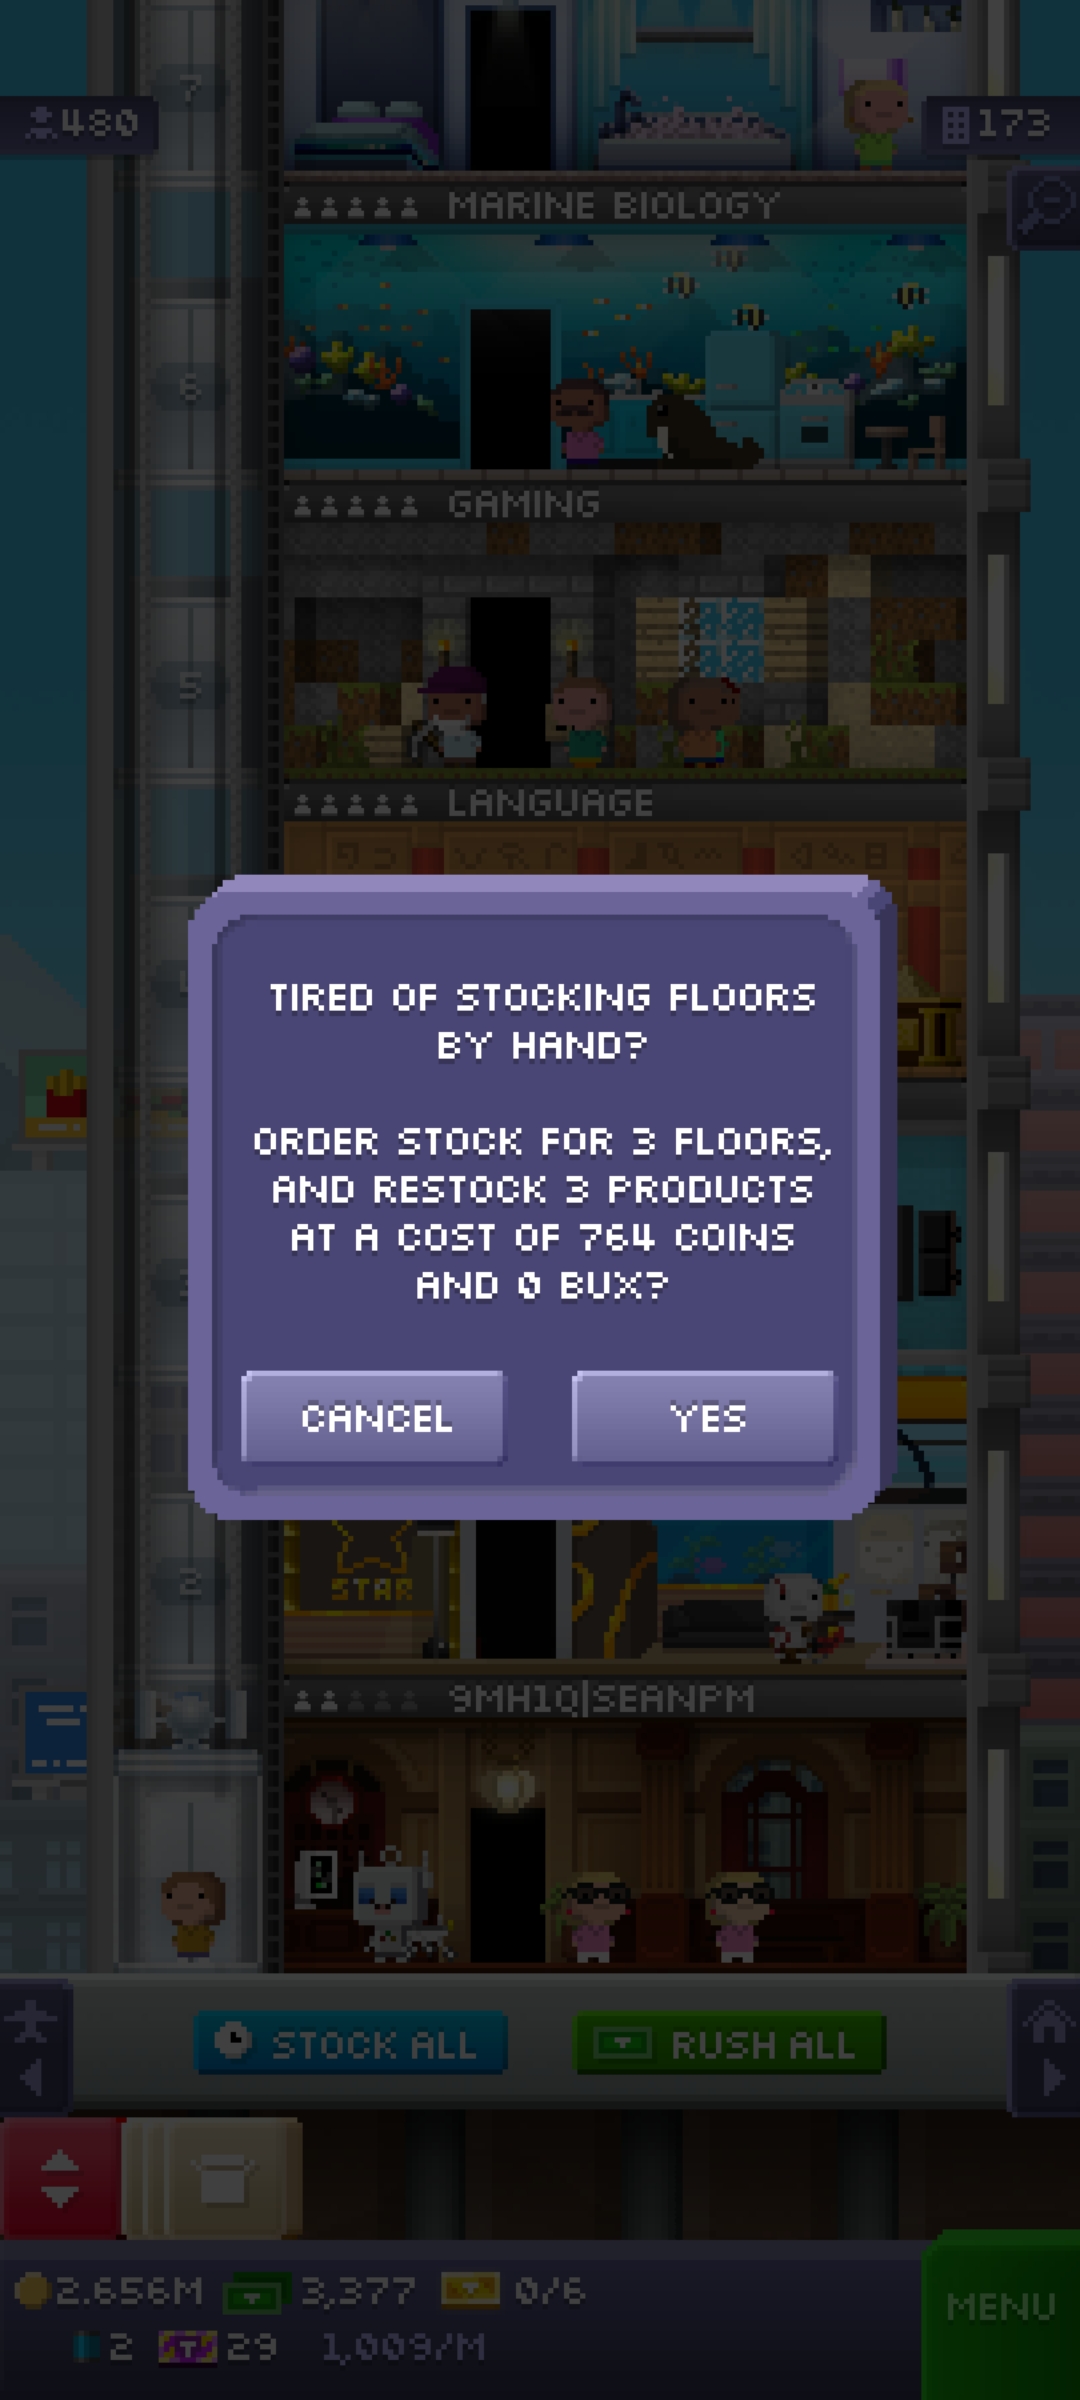 7
480
173
MARINE BIOLOGY
6
GAMING
5
LANGUAGE
TIRED OF STOCKING FLOORS
BY HAND?
ORDER STOCK FOR 3 FLOORS,
AND RESTOCK 3 PRODUCTS
AT A COST OF 764 COINS
AND 0 BUX?
CANCEL
YES
2
STAR
9MH1Q|SEANPM
STOCK ALL
RUSH ALL
2.656M
3,377
0/6
MENU
2
29
1,009/M